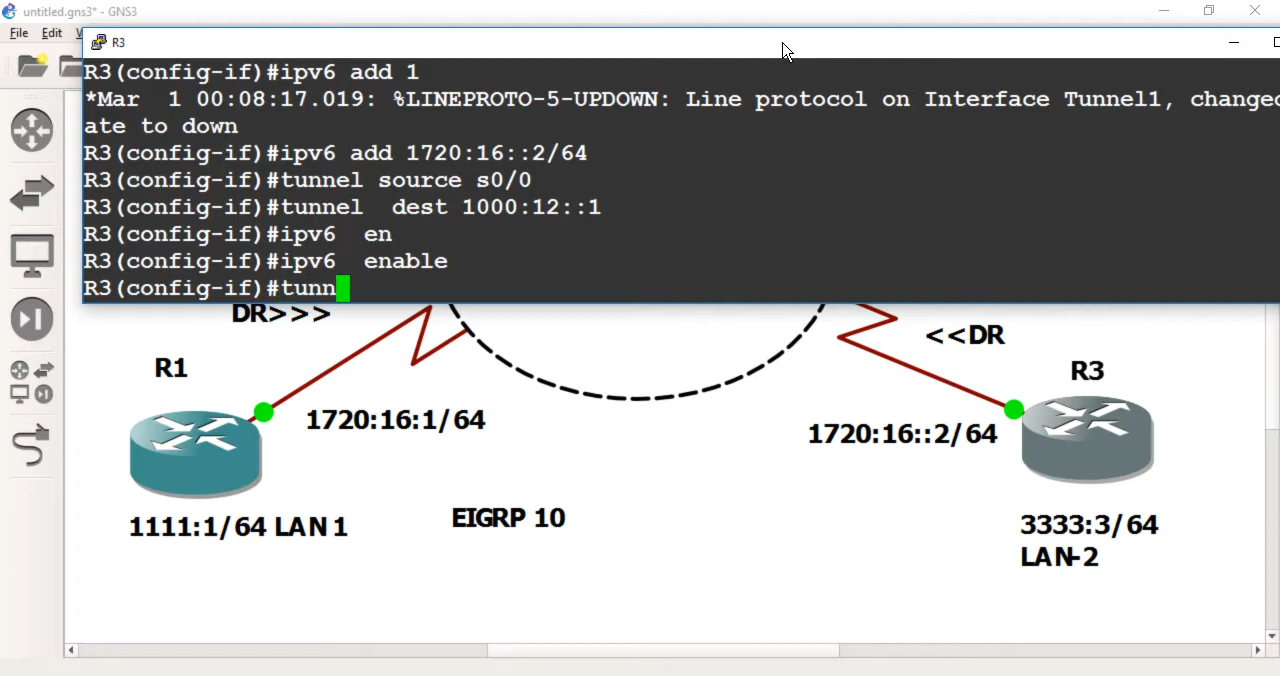 untitled.gns3* - GNS3
File Edit V
R3
R3(config-if)#ipv6 add 1
*Mar  1 00:08:17.019: %LINEPROTO-5-UPDOWN: Line protocol on Interface Tunnel1, changed
ate to down
R3(config-if)#ipv6 add 1720:16::2/64
R3(config-if)#tunnel source s0/0
R3(config-if)#tunnel  dest 1000:12::1
R3(config-if)#ipv6  en
R3(config-if)#ipv6  enable
R3(config-if)#tunn
DR>>>
<<DR
R1
R3
1720:16:1/64
1720:16::2/64
1111:1/64 LAN 1
EIGRP 10
3333:3/64
LAN-2